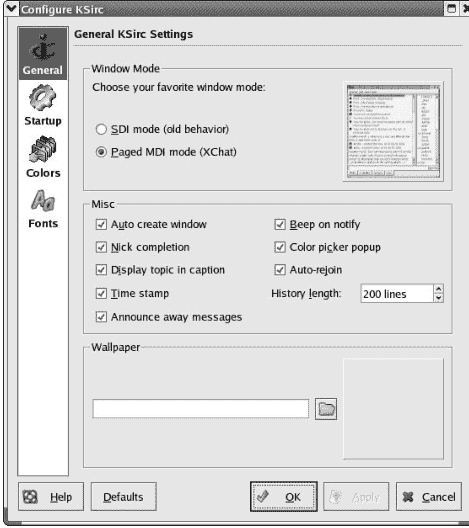 Configure KSirc
General
Startup
Colors
Fonts
General KSirc Settings
Window Mode
Choose your favorite window mode:
SDI mode (old behavior)
Paged MDI mode (XChat)
Misc
Auto create window
Beep on notify
Nick completion
Color picker popup
Display topic in caption
Auto-rejoin
Time stamp
History length: 200 lines
Announce away messages
Wallpaper
Help
Defaults
OK
Apply
Cancel